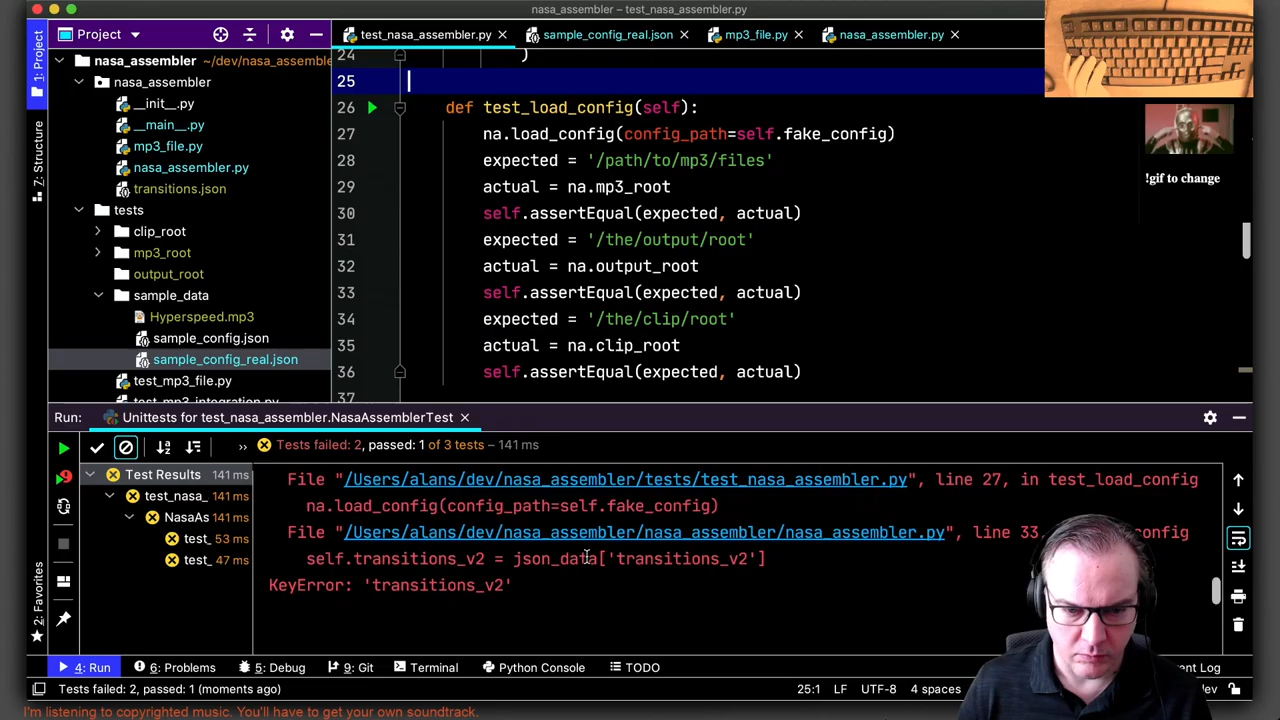 nasa_assembler – test_nasa_assembler.py
Project
test_nasa_assembler.py
sample_config_real.json
mp3_file.py
nasa_assembler.py
1: Project
7: Structure
2: Favorites
nasa_assembler ~/dev/nasa_assemble
nasa_assembler
__init__.py
__main__.py
mp3_file.py
nasa_assembler.py
transitions.json
tests
clip_root
mp3_root
output_root
sample_data
Hyperspeed.mp3
sample_config.json
sample_config_real.json
test_mp3_file.py
test_mp3_integration.py
24 )
25
26 def test_load_config(self):
27 na.load_config(config_path=self.fake_config)
28 expected = '/path/to/mp3/files'
29 actual = na.mp3_root
30 self.assertEqual(expected, actual)
31 expected = '/the/output/root'
32 actual = na.output_root
33 self.assertEqual(expected, actual)
34 expected = '/the/clip/root'
35 actual = na.clip_root
36 self.assertEqual(expected, actual)
37
!gif to change
Run: Unittests for test_nasa_assembler.NasaAssemblerTest
Tests failed: 2, passed: 1 of 3 tests – 141 ms
Test Results 141 ms
test_nasa_ 141 ms
NasaAs 141 ms
test_ 53 ms
test_ 47 ms
File "/Users/alans/dev/nasa_assembler/tests/test_nasa_assembler.py", line 27, in test_load_config
na.load_config(config_path=self.fake_config)
File "/Users/alans/dev/nasa_assembler/nasa_assembler/nasa_assembler.py", line 33, config
self.transitions_v2 = json_data['transitions_v2']
KeyError: 'transitions_v2'
4: Run
6: Problems
5: Debug
9: Git
Terminal
Python Console
TODO
nt Log
Tests failed: 2, passed: 1 (moments ago)
25:1 LF UTF-8 4 spaces
I'm listening to copyrighted music. You'll have to get your own soundtrack.